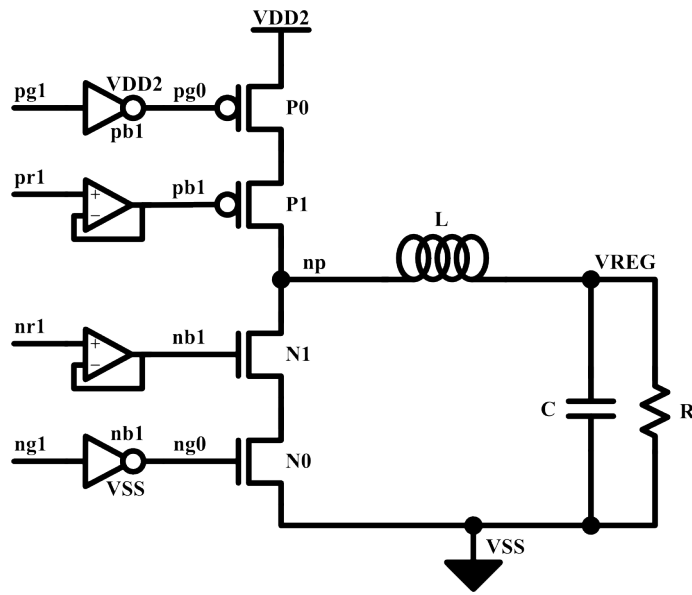 VDD2
pg1
VDD2
pb1
pg0
P0
pr1
+
−
pb1
P1
np
L
VREG
nr1
+
−
nb1
N1
C
R
ng1
nb1
VSS
ng0
N0
VSS